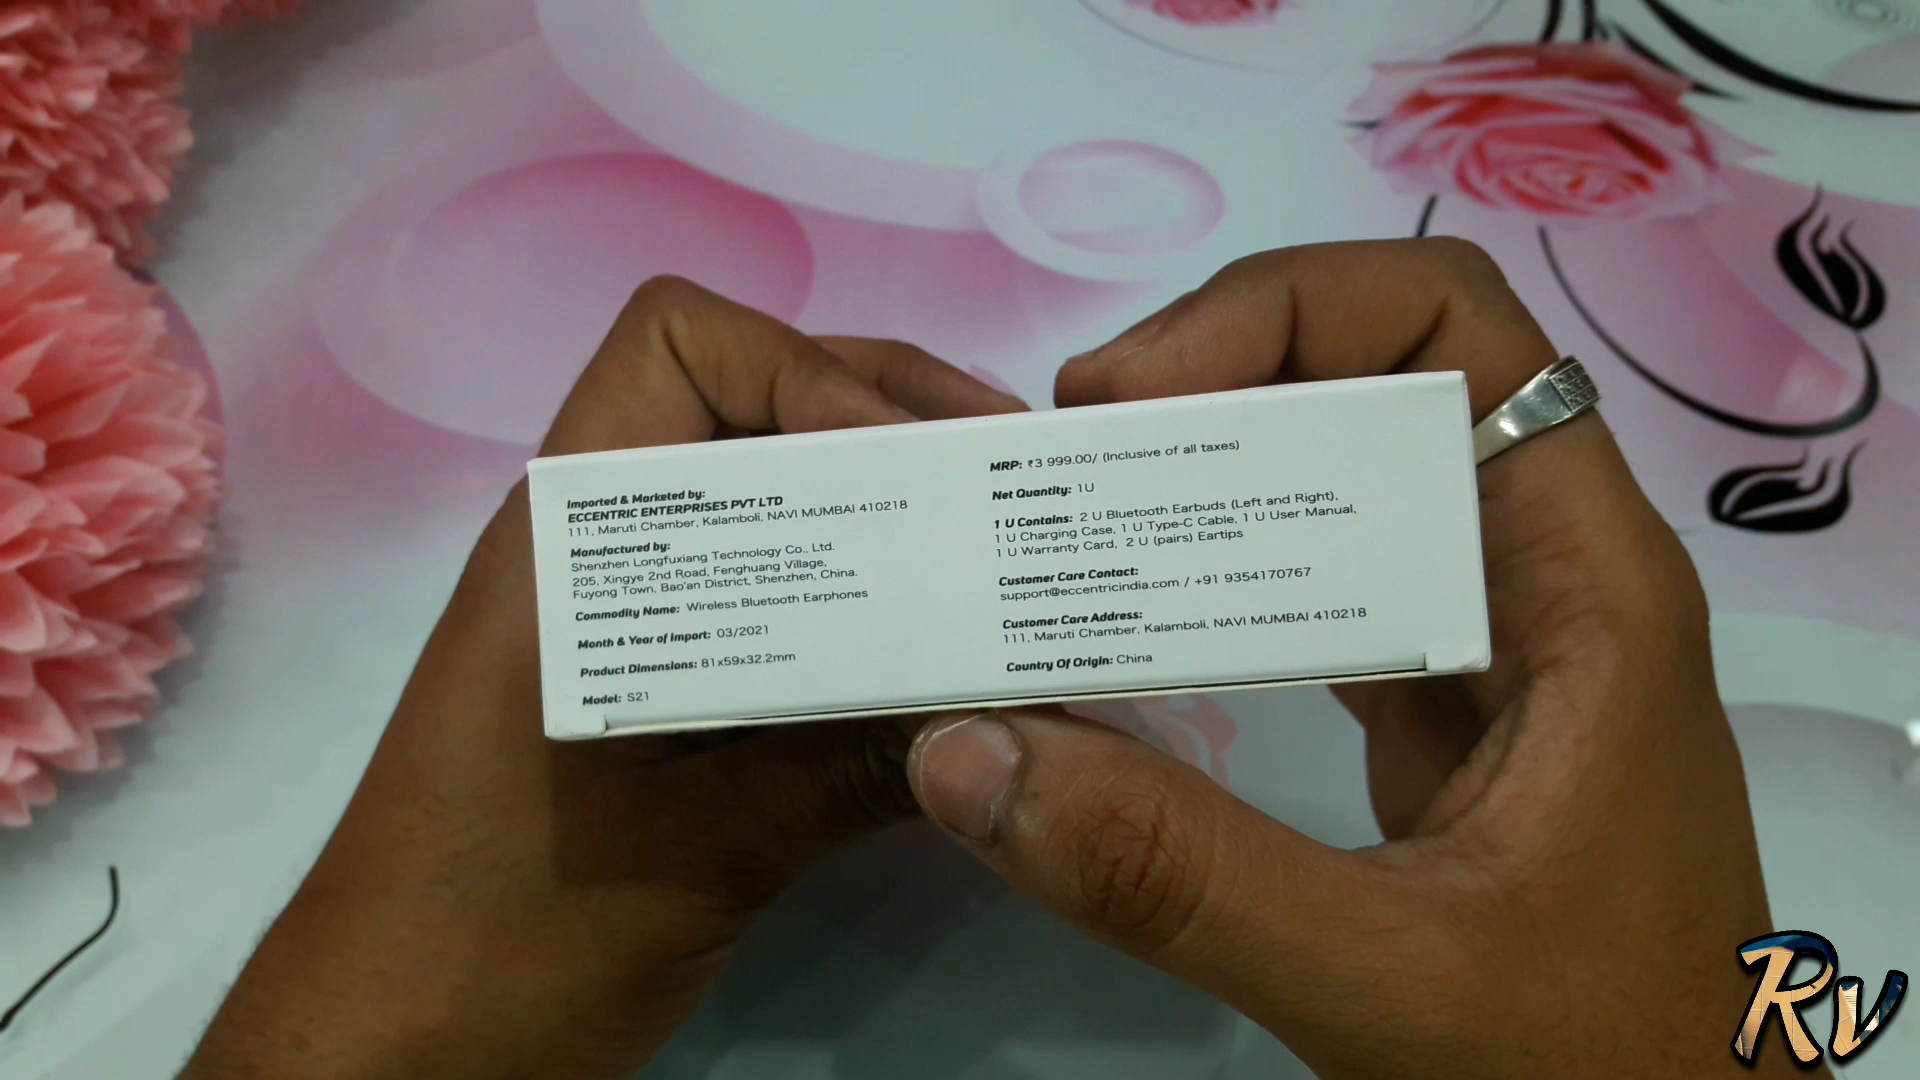 Imported & Marketed by:
ECCENTRIC ENTERPRISES PVT LTD
111, Maruti Chamber, Kalamboli, NAVI MUMBAI 410218
Manufactured by:
Shenzhen Longfuxiang Technology Co., Ltd.
205, Xingye 2nd Road, Fenghuang Village,
Fuyong Town, Bao'an District, Shenzhen, China.
Commodity Name: Wireless Bluetooth Earphones
Month & Year of Import: 03/2021
Product Dimensions: 81x59x32.2mm
Model: S21
MRP: ₹3 999.00/ (Inclusive of all taxes)
Net Quantity: 1U
1 U Contains: 2 U Bluetooth Earbuds (Left and Right),
1 U Charging Case, 1 U Type-C Cable, 1 U User Manual,
1 U Warranty Card, 2 U (pairs) Eartips
Customer Care Contact:
support@eccentricindia.com / +91 9354170767
Customer Care Address:
111, Maruti Chamber, Kalamboli, NAVI MUMBAI 410218
Country Of Origin: China
Rv